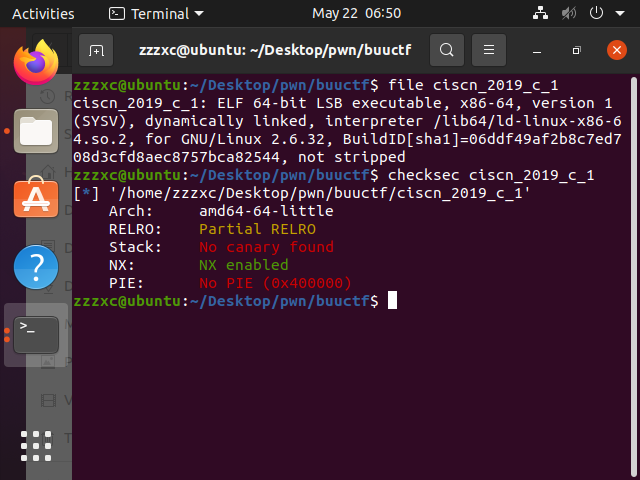 Activities
Terminal
May 22 06:50
zzzxc@ubuntu: ~/Desktop/pwn/buuctf
zzzxc@ubuntu:~/Desktop/pwn/buuctf$ file ciscn_2019_c_1
ciscn_2019_c_1: ELF 64-bit LSB executable, x86-64, version 1
(SYSV), dynamically linked, interpreter /lib64/ld-linux-x86-6
4.so.2, for GNU/Linux 2.6.32, BuildID[sha1]=06ddf49af2b8c7ed7
08d3cfd8aec8757bca82544, not stripped
zzzxc@ubuntu:~/Desktop/pwn/buuctf$ checksec ciscn_2019_c_1
[*] '/home/zzzxc/Desktop/pwn/buuctf/ciscn_2019_c_1'
Arch: amd64-64-little
RELRO: Partial RELRO
Stack: No canary found
NX: NX enabled
PIE: No PIE (0x400000)
zzzxc@ubuntu:~/Desktop/pwn/buuctf$